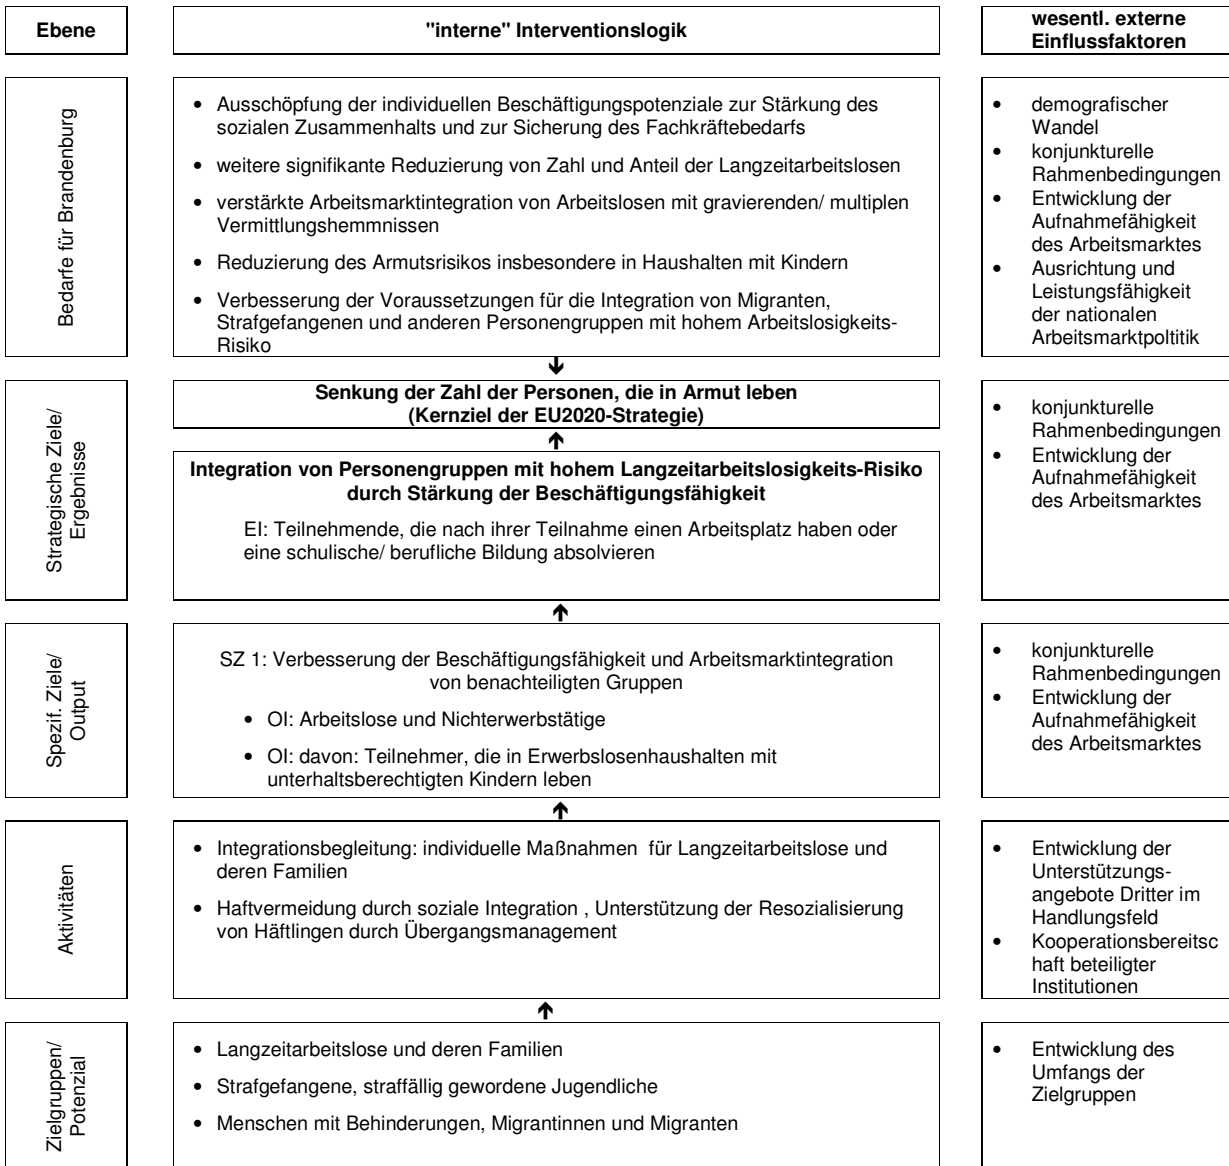 Ebene
"interne" Interventionslogik
wesentl. externe
Einflussfaktoren
Bedarfe für Brandenburg
• Ausschöpfung der individuellen Beschäftigungspotenziale zur Stärkung des
sozialen Zusammenhalts und zur Sicherung des Fachkräftebedarfs
• weitere signifikante Reduzierung von Zahl und Anteil der Langzeitarbeitslosen
• verstärkte Arbeitsmarktintegration von Arbeitslosen mit gravierenden/ multiplen
Vermittlungshemmnissen
• Reduzierung des Armutsrisikos insbesondere in Haushalten mit Kindern
• Verbesserung der Voraussetzungen für die Integration von Migranten,
Strafgefangenen und anderen Personengruppen mit hohem Arbeitslosigkeits-
Risiko
• demografischer
Wandel
• konjunkturelle
Rahmenbedingungen
• Entwicklung der
Aufnahmefähigkeit
des Arbeitsmarktes
• Ausrichtung und
Leistungsfähigkeit
der nationalen
Arbeitsmarktpoltitik
Strategische Ziele/
Ergebnisse
Senkung der Zahl der Personen, die in Armut leben
(Kernziel der EU2020-Strategie)
Integration von Personengruppen mit hohem Langzeitarbeitslosigkeits-Risiko
durch Stärkung der Beschäftigungsfähigkeit
EI: Teilnehmende, die nach ihrer Teilnahme einen Arbeitsplatz haben oder
eine schulische/ berufliche Bildung absolvieren
• konjunkturelle
Rahmenbedingungen
• Entwicklung der
Aufnahmefähigkeit
des Arbeitsmarktes
Spezif. Ziele/
Output
SZ 1: Verbesserung der Beschäftigungsfähigkeit und Arbeitsmarktintegration
von benachteiligten Gruppen
• OI: Arbeitslose und Nichterwerbstätige
• OI: davon: Teilnehmer, die in Erwerbslosenhaushalten mit
unterhaltsberechtigten Kindern leben
• konjunkturelle
Rahmenbedingungen
• Entwicklung der
Aufnahmefähigkeit
des Arbeitsmarktes
Aktivitäten
• Integrationsbegleitung: individuelle Maßnahmen für Langzeitarbeitslose und
deren Familien
• Haftvermeidung durch soziale Integration , Unterstützung der Resozialisierung
von Häftlingen durch Übergangsmanagement
• Entwicklung der
Unterstützungs-
angebote Dritter im
Handlungsfeld
• Kooperationsbereitsc
haft beteiligter
Institutionen
Zielgruppen/
Potenzial
• Langzeitarbeitslose und deren Familien
• Strafgefangene, straffällig gewordene Jugendliche
• Menschen mit Behinderungen, Migrantinnen und Migranten
• Entwicklung des
Umfangs der
Zielgruppen